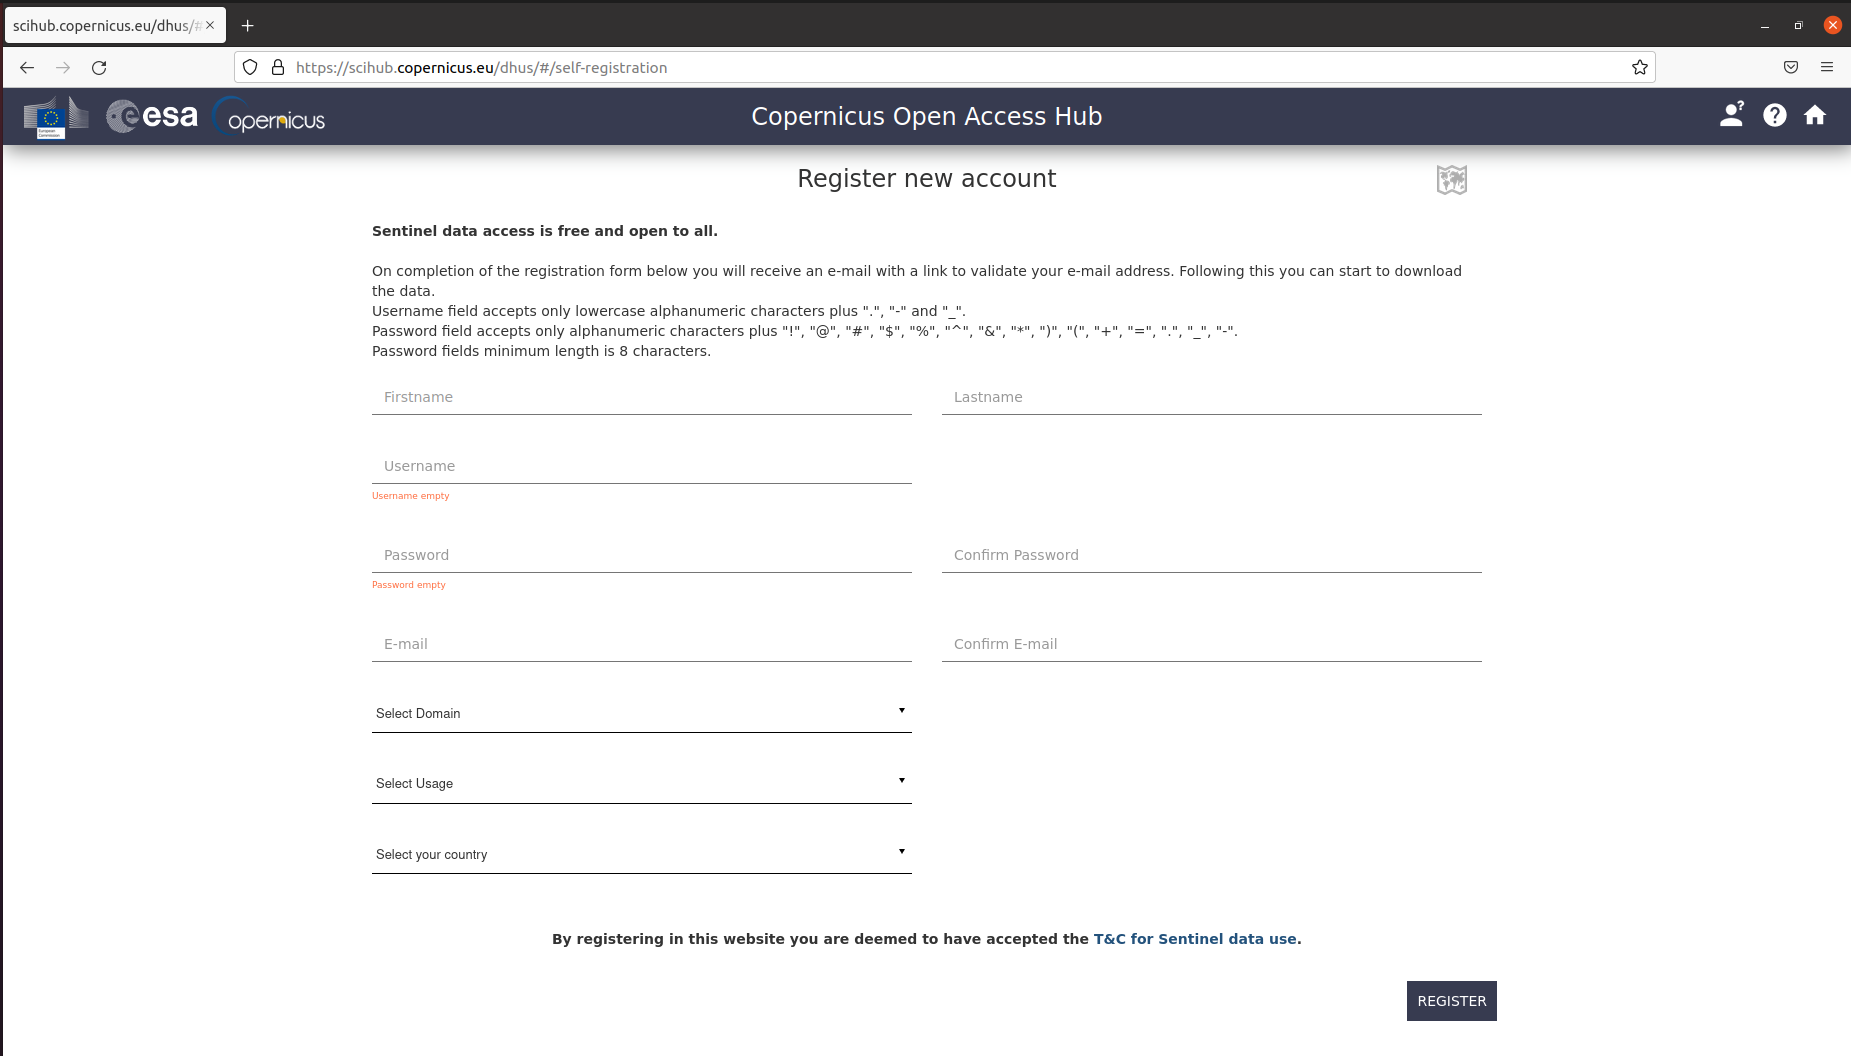 scihub.copernicus.eu/dhus/#
https://scihub.copernicus.eu/dhus/#/self-registration
European
Commission
esa
opernicus
Copernicus Open Access Hub
Register new account
Sentinel data access is free and open to all.
On completion of the registration form below you will receive an e-mail with a link to validate your e-mail address. Following this you can start to download
the data.
Username field accepts only lowercase alphanumeric characters plus ".", "-" and "_".
Password field accepts only alphanumeric characters plus "!", "@", "#", "$", "%", "^", "&", "*", ")", "(", "+", "=", ".", "_", "-".
Password fields minimum length is 8 characters.
Firstname
Lastname
Username
Username empty
Password
Confirm Password
Password empty
E-mail
Confirm E-mail
Select Domain
Select Usage
Select your country
By registering in this website you are deemed to have accepted the T&C for Sentinel data use.
REGISTER